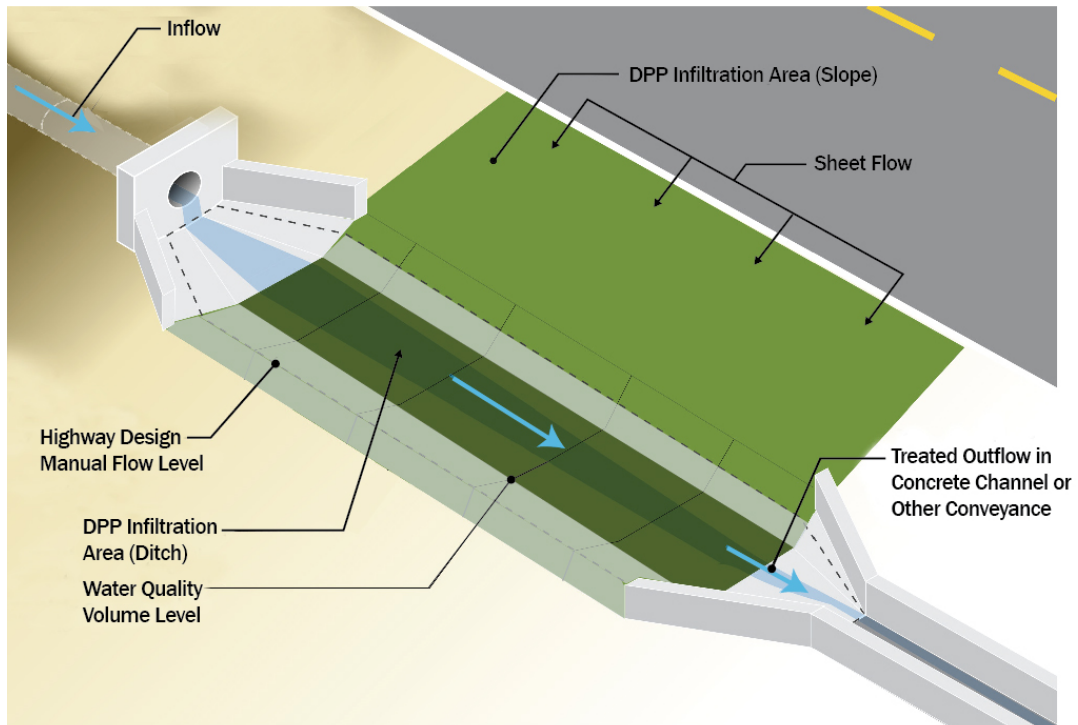 Inflow
DPP Infiltration Area (Slope)
Sheet Flow
Highway Design
Manual Flow Level
DPP Infiltration
Area (Ditch)
Water Quality
Volume Level
Treated Outflow in
Concrete Channel or
Other Conveyance